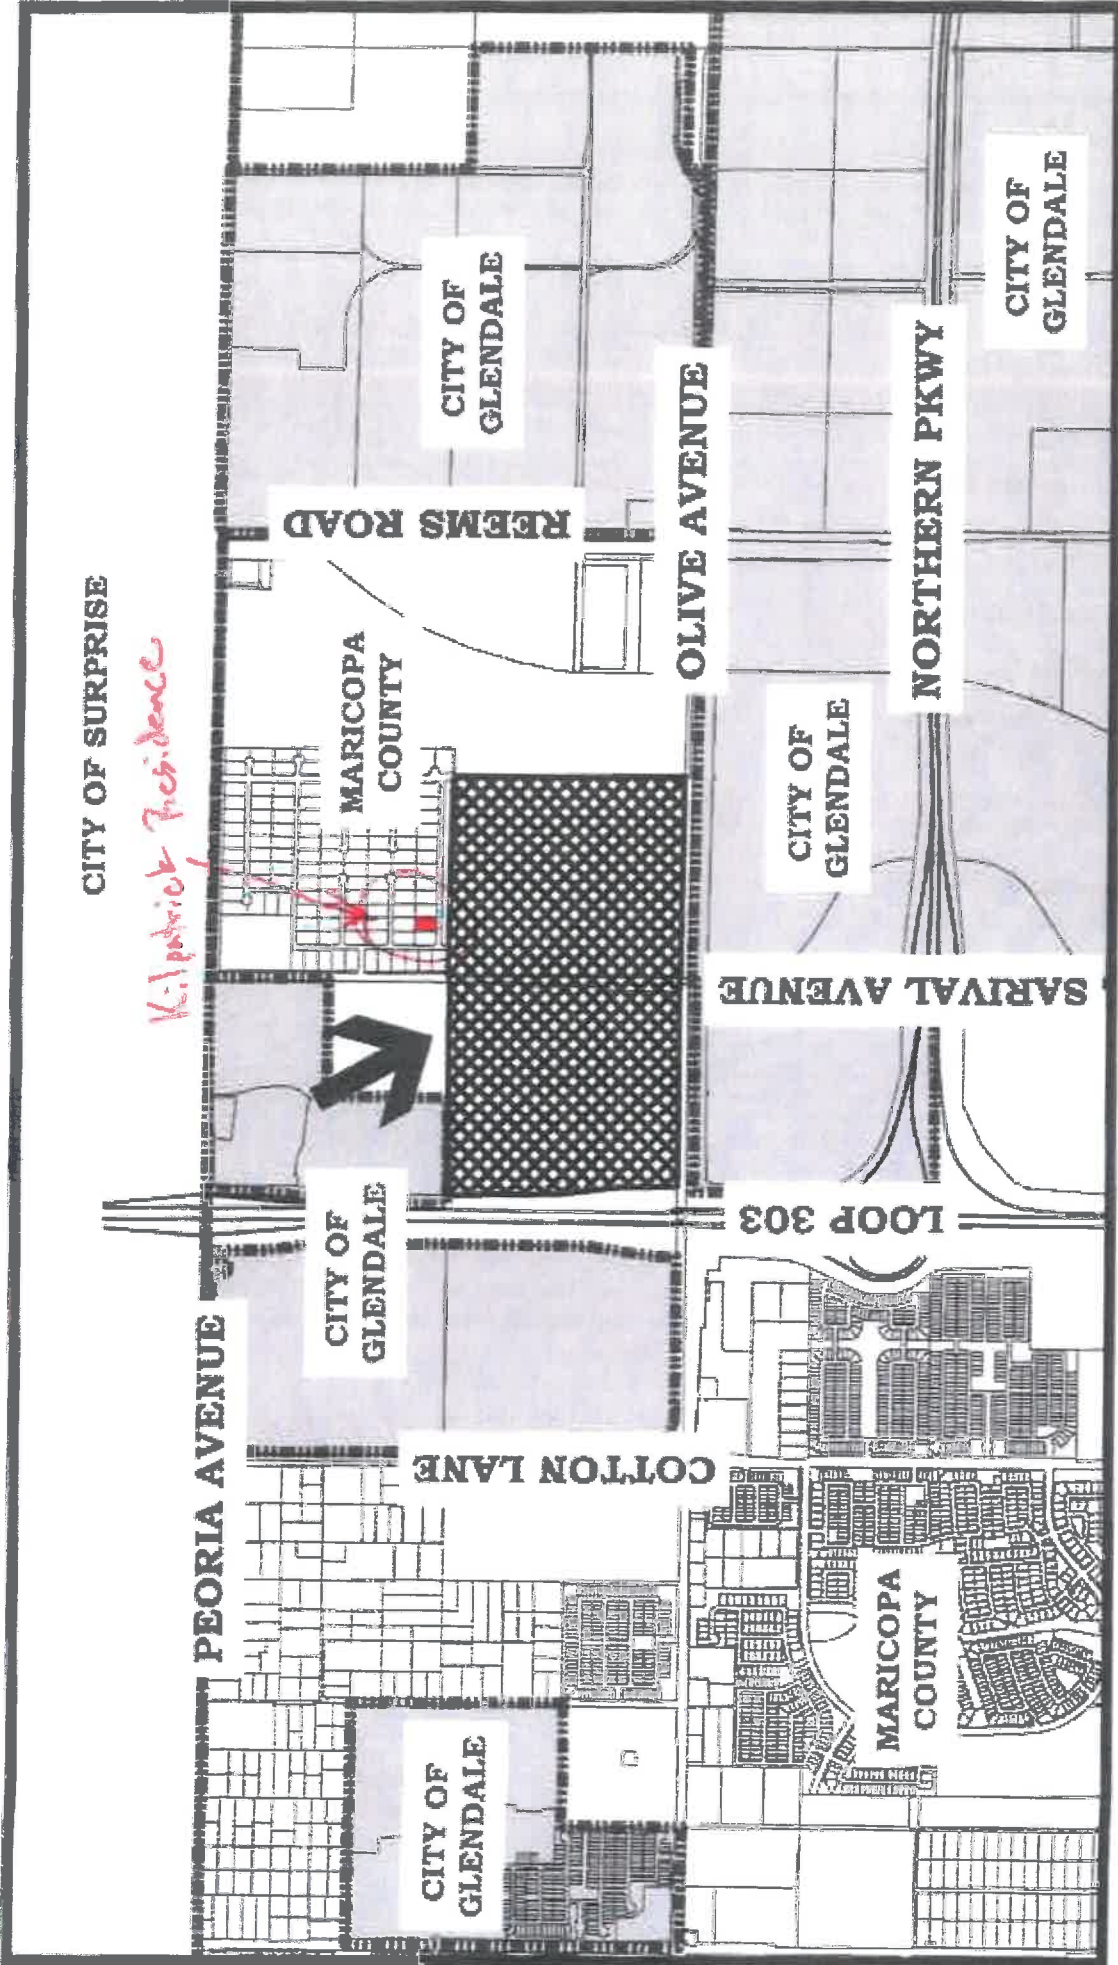 CITY OF SURPRISE
Kilpatrick Residence
PEORIA AVENUE
CITY OF
GLENDALE
CITY OF
GLENDALE
COTTON LANE
LOOP 303
MARICOPA
COUNTY
REEMS ROAD
CITY OF
GLENDALE
OLIVE AVENUE
MARICOPA
COUNTY
SARIVAL AVENUE
CITY OF
GLENDALE
NORTHERN PKWY
CITY OF
GLENDALE